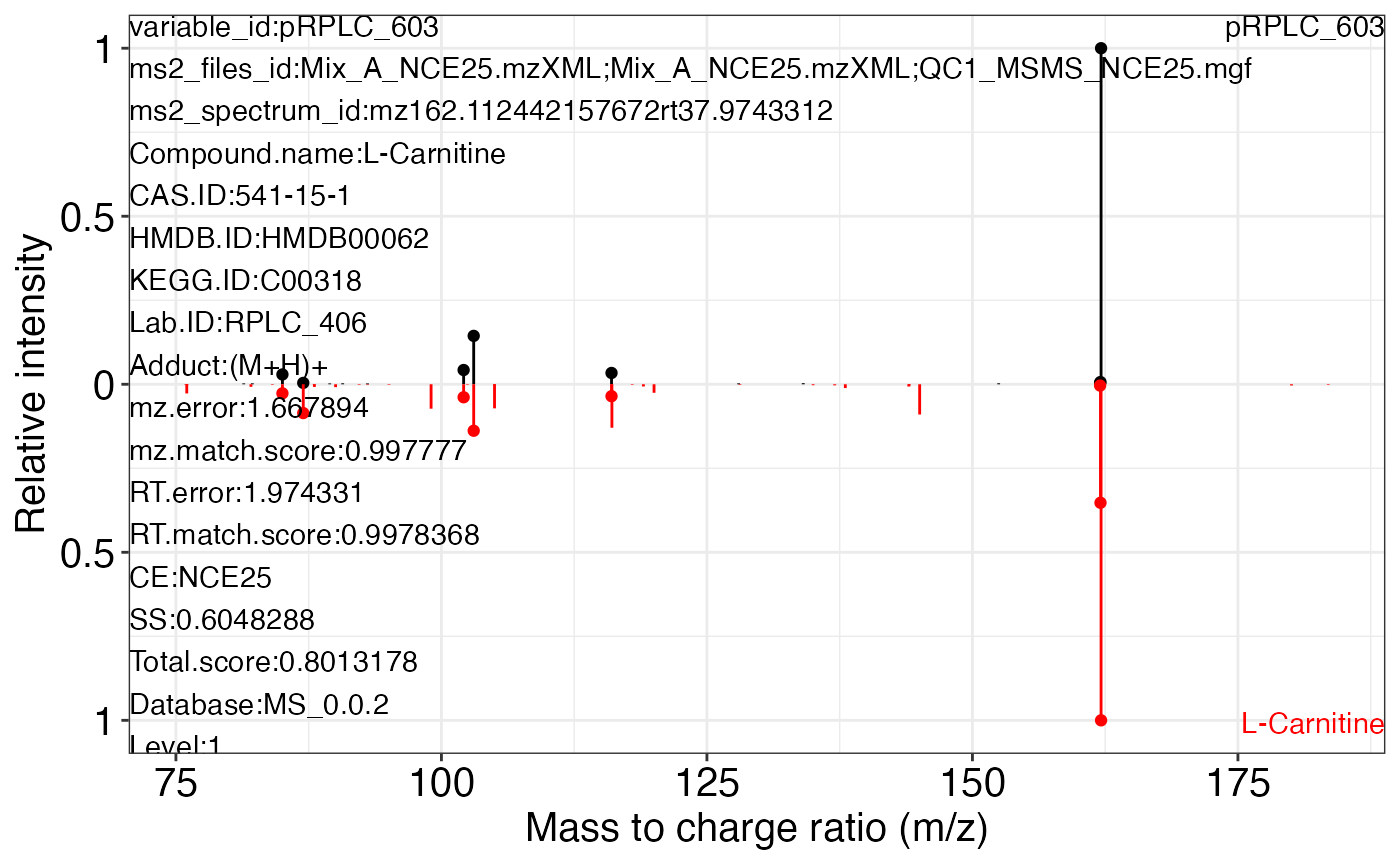 variable_id:pRPLC_603
pRPLC_603
1
ms2_files_id:Mix_A_NCE25.mzXML;Mix_A_NCE25.mzXML;QC1_MSMS_NCE25.mgf
ms2_spectrum_id:mz162.112442157672rt37.9743312
Compound.name:L-Carnitine
CAS.ID:541-15-1
0.5
HMDB.ID:HMDB00062
KEGG.ID:C00318
Lab.ID:RPLC_406
Adduct:(M+H)+
0
mz.error:1.667894
mz.match.score:0.997777
RT.error:1.974331
RT.match.score:0.9978368
0.5
CE:NCE25
SS:0.6048288
Total.score:0.8013178
Database:MS_0.0.2
1
L-Carnitine
Level:1
Relative intensity
75 100 125 150 175
Mass to charge ratio (m/z)